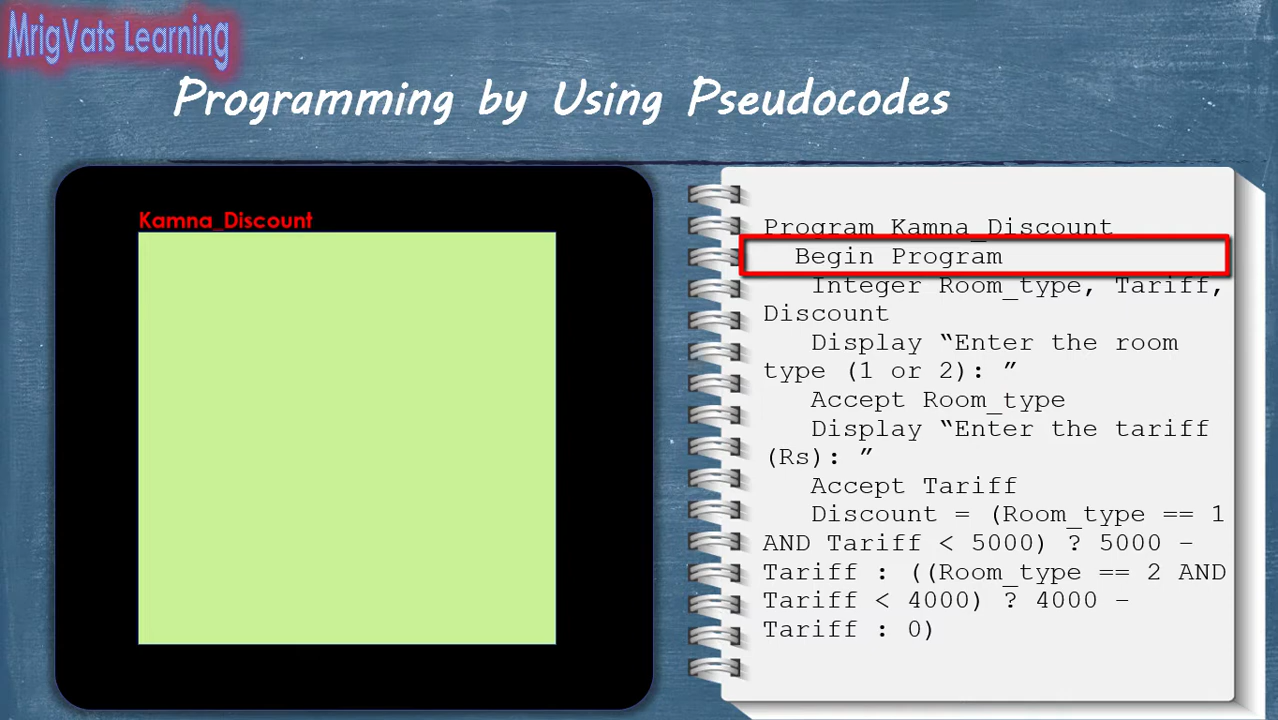 MrigVats Learning
Programming by Using Pseudocodes
Kamna_Discount
Program Kamna_Discount
Begin Program
Integer Room_type, Tariff,
Discount
Display “Enter the room
type (1 or 2): ”
Accept Room_type
Display “Enter the tariff
(Rs): ”
Accept Tariff
Discount = (Room_type == 1
AND Tariff < 5000) ? 5000 –
Tariff : ((Room_type == 2 AND
Tariff < 4000) ? 4000 –
Tariff : 0)